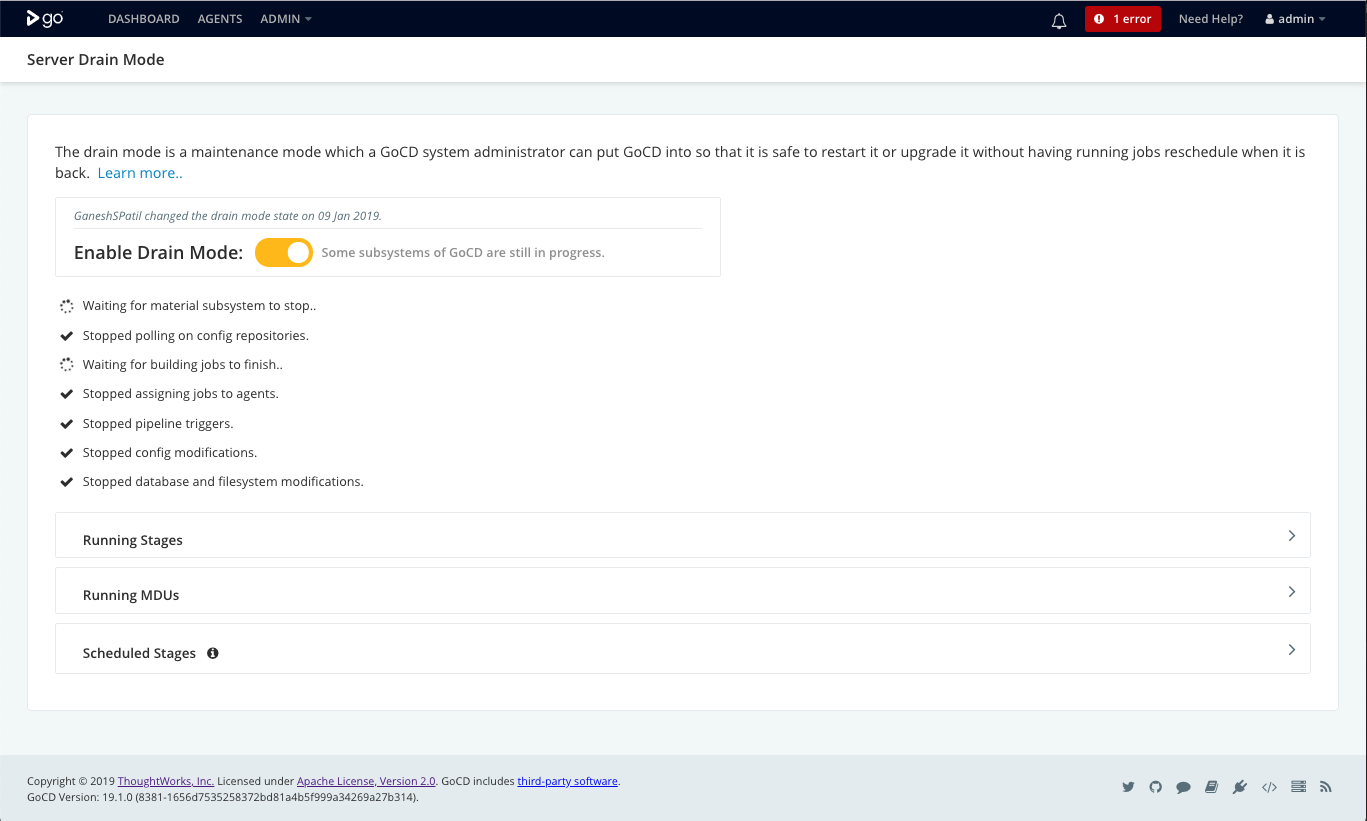 go DASHBOARD AGENTS ADMIN 1 error Need Help? admin
Server Drain Mode
The drain mode is a maintenance mode which a GoCD system administrator can put GoCD into so that it is safe to restart it or upgrade it without having running jobs reschedule when it is
back. Learn more..
GaneshSPatil changed the drain mode state on 09 Jan 2019.
Enable Drain Mode: Some subsystems of GoCD are still in progress.
Waiting for material subsystem to stop..
Stopped polling on config repositories.
Waiting for building jobs to finish..
Stopped assigning jobs to agents.
Stopped pipeline triggers.
Stopped config modifications.
Stopped database and filesystem modifications.
Running Stages
Running MDUs
Scheduled Stages
Copyright © 2019 ThoughtWorks, Inc. Licensed under Apache License, Version 2.0. GoCD includes third-party software.
GoCD Version: 19.1.0 (8381-1656d7535258372bd81a4b5f999a34269a27b314).